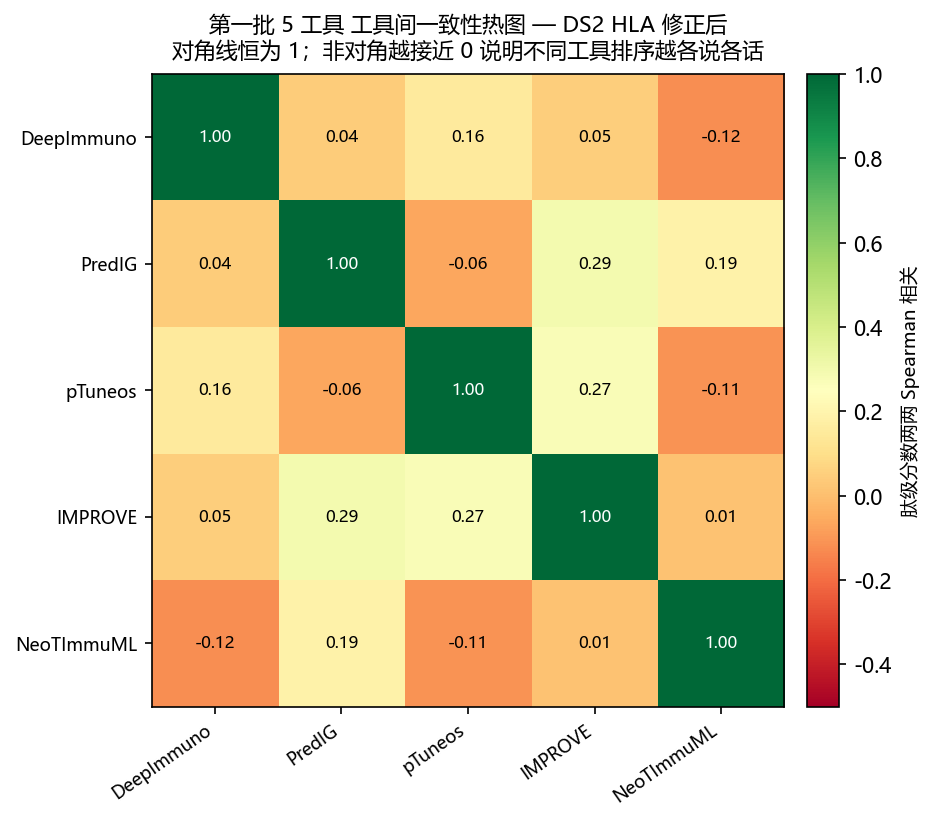 第一批 5 工具 工具间一致性热图 — DS2 HLA 修正后
对角线恒为 1；非对角越接近 0 说明不同工具排序越各说各话
DeepImmuno 1.00 0.04 0.16 0.05 -0.12
PredIG 0.04 1.00 -0.06 0.29 0.19
pTuneos 0.16 -0.06 1.00 0.27 -0.11
IMPROVE 0.05 0.29 0.27 1.00 0.01
NeoTImmuML -0.12 0.19 -0.11 0.01 1.00
DeepImmuno PredIG pTuneos IMPROVE NeoTImmuML
1.0
0.8
0.6
0.4
0.2
0.0
-0.2
-0.4
肽级分数两两 Spearman 相关